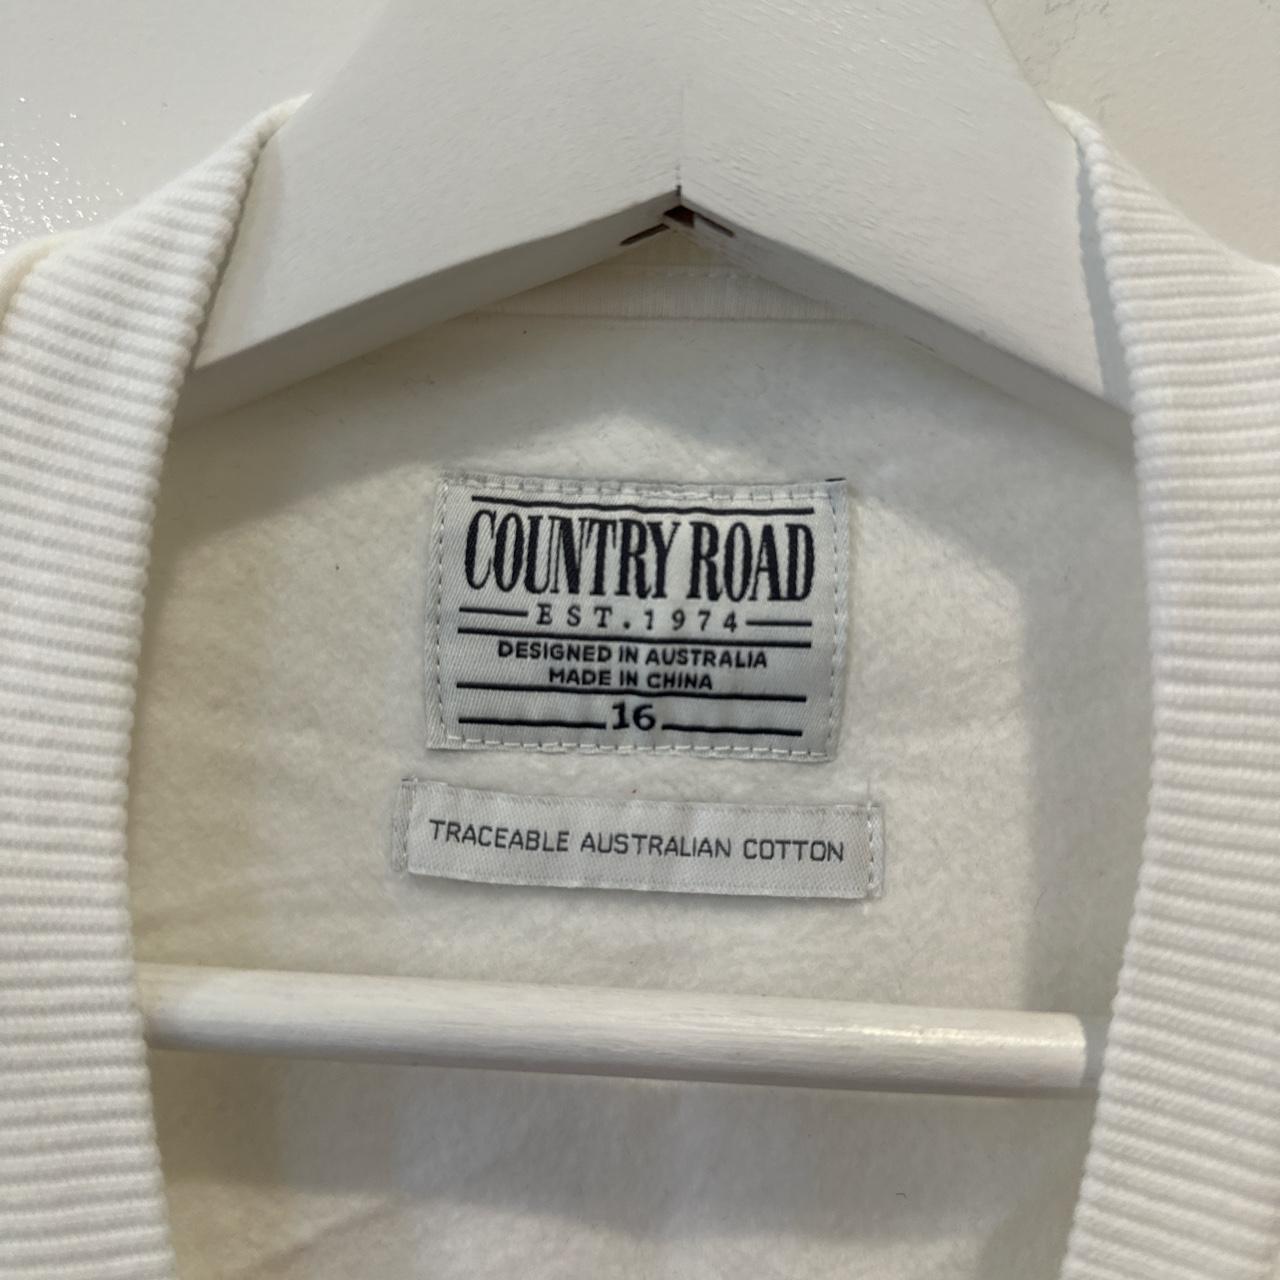 COUNTRY ROAD
EST.1974
DESIGNED IN AUSTRALIA
MADE IN CHINA
16
TRACEABLE AUSTRALIAN COTTON